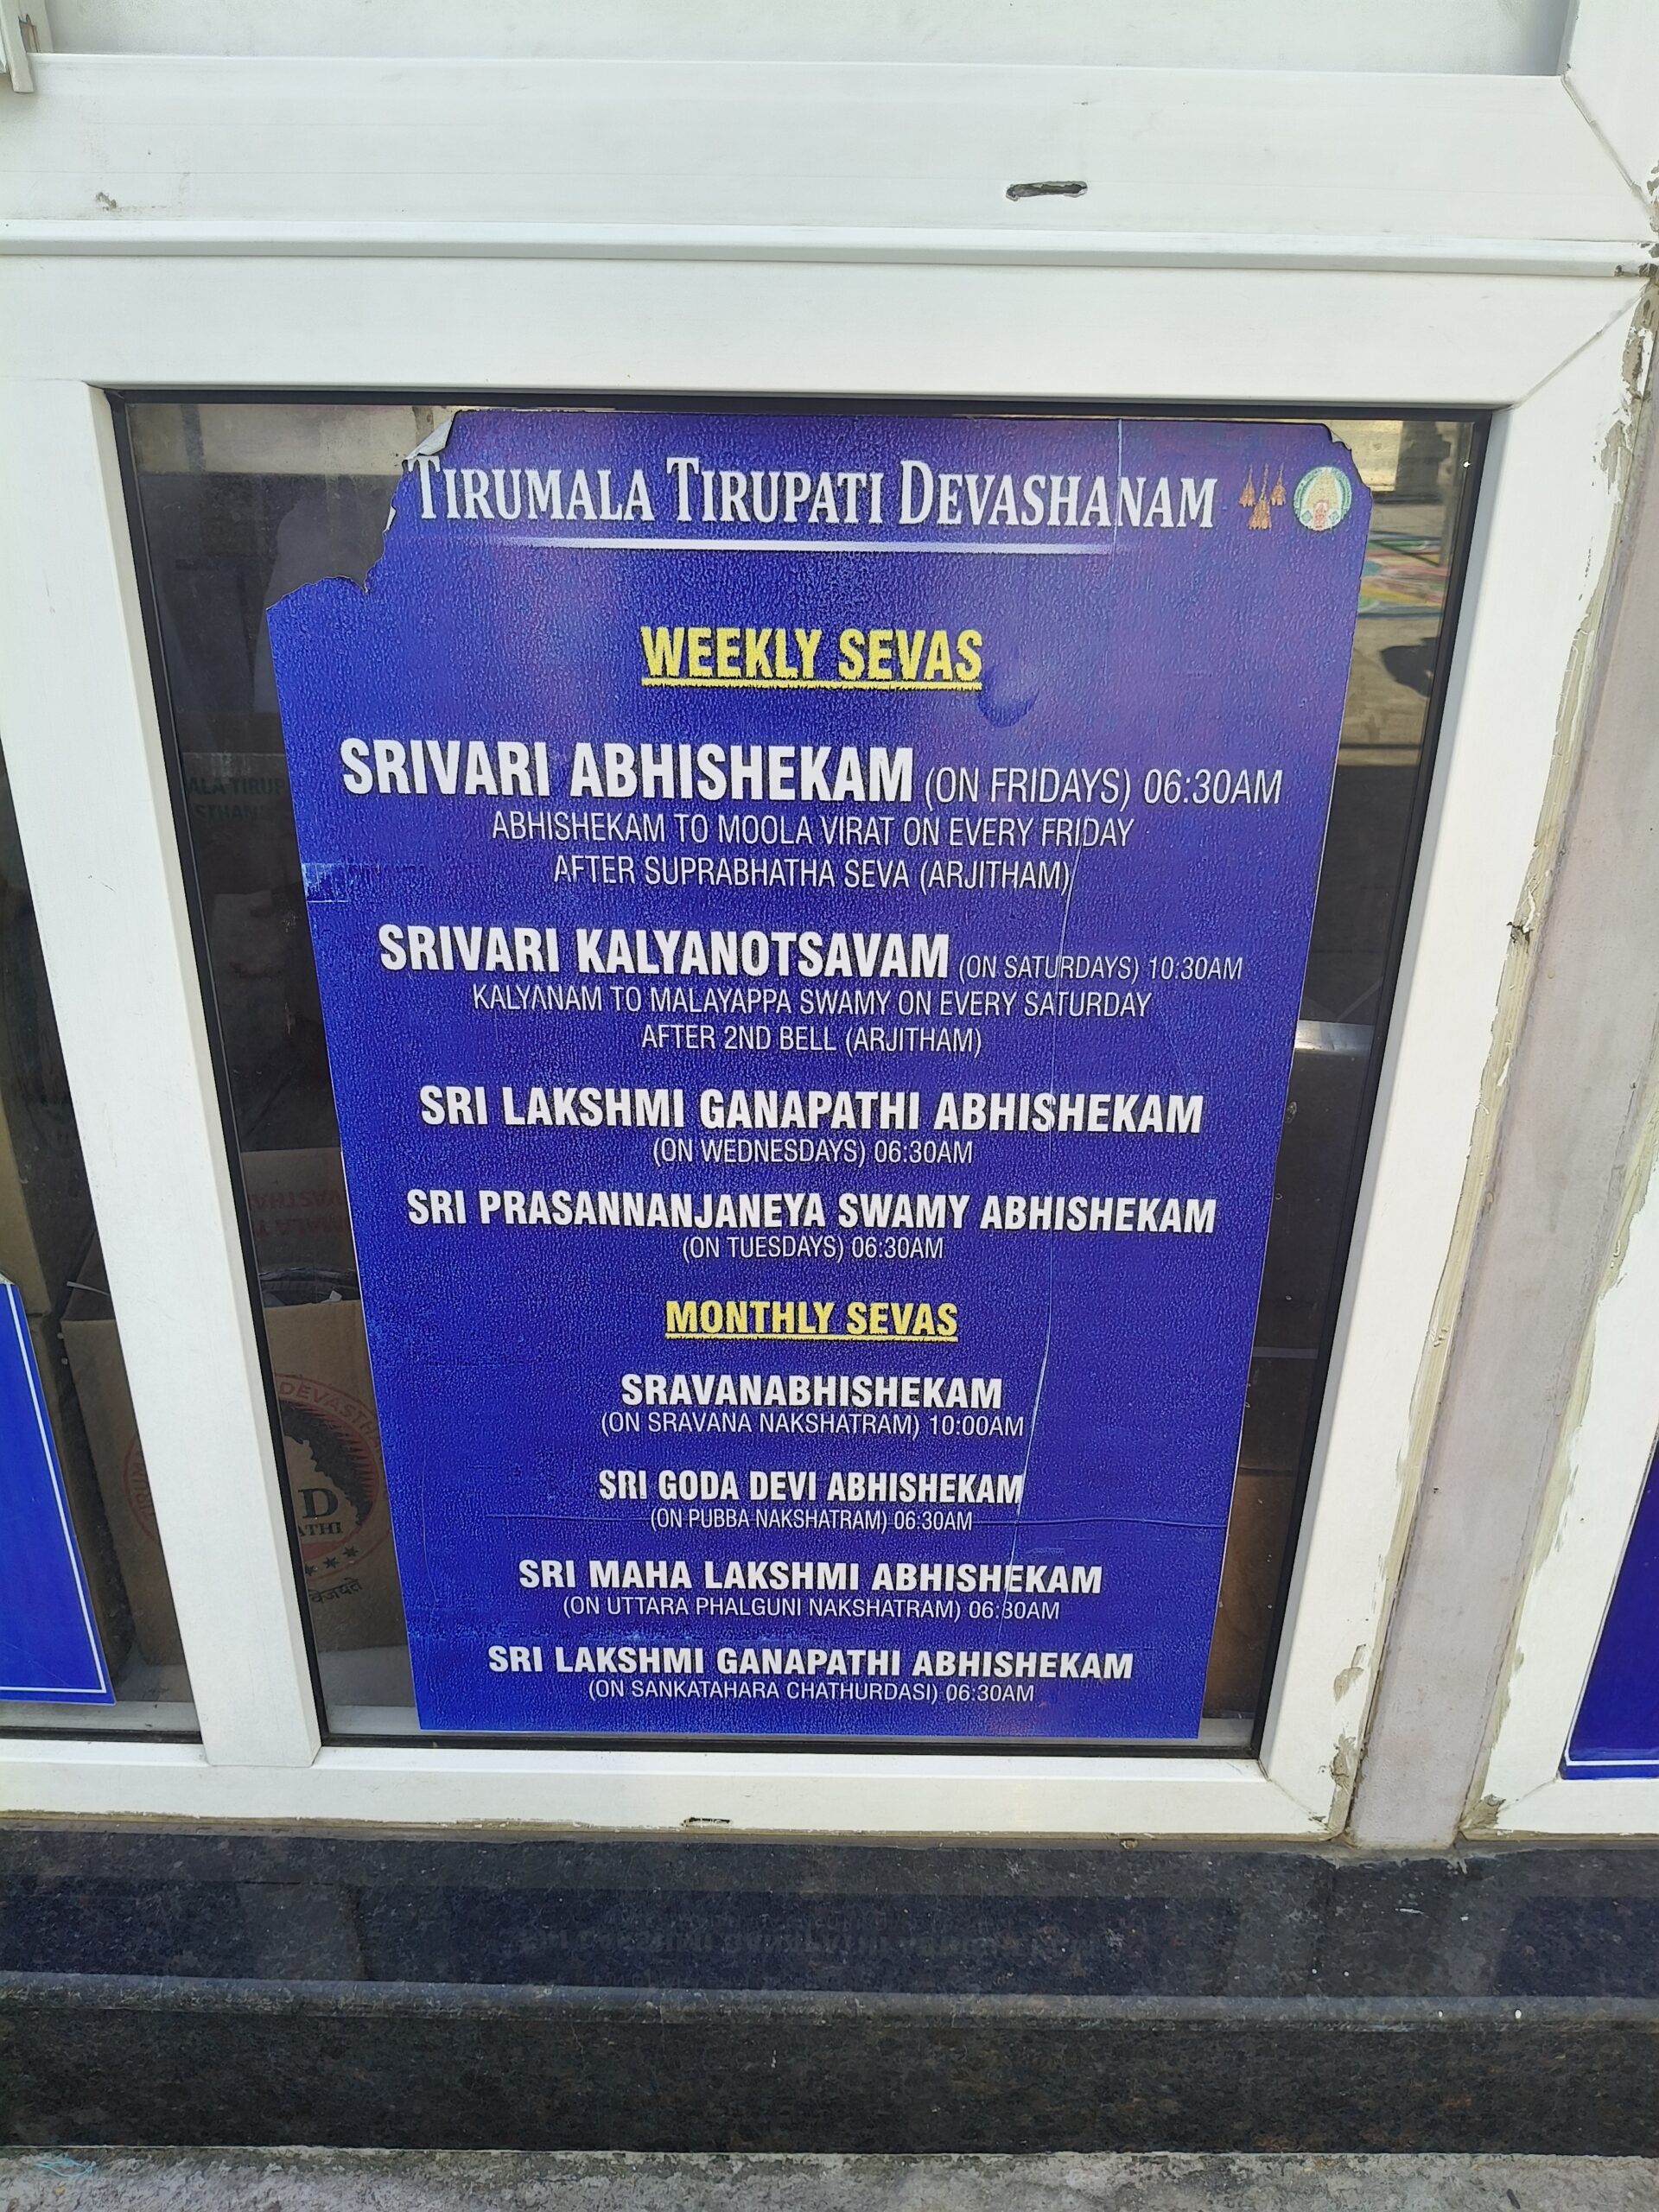 TIRUMALA TIRUPATI DEVASHANAM
WEEKLY SEVAS
SRIVARI ABHISHEKAM (ON FRIDAYS) 06:30AM
ABHISHEKAM TO MOOLA VIRAT ON EVERY FRIDAY
AFTER SUPRABHATHA SEVA (ARJITHAM)
SRIVARI KALYANOTSAVAM (ON SATURDAYS) 10:30AM
KALYANAM TO MALAYAPPA SWAMY ON EVERY SATURDAY
AFTER 2ND BELL (ARJITHAM)
SRI LAKSHMI GANAPATHI ABHISHEKAM
(ON WEDNESDAYS) 06:30AM
SRI PRASANNANJANEYA SWAMY ABHISHEKAM
(ON TUESDAYS) 06:30AM
MONTHLY SEVAS
SRAVANABHISHEKAM
(ON SRAVANA NAKSHATRAM) 10:00AM
SRI GODA DEVI ABHISHEKAM
(ON PUBBA NAKSHATRAM) 06:30AM
SRI MAHA LAKSHMI ABHISHEKAM
(ON UTTARA PHALGUNI NAKSHATRAM) 06:30AM
SRI LAKSHMI GANAPATHI ABHISHEKAM
(ON SANKATAHARA CHATHURDASI) 06:30AM